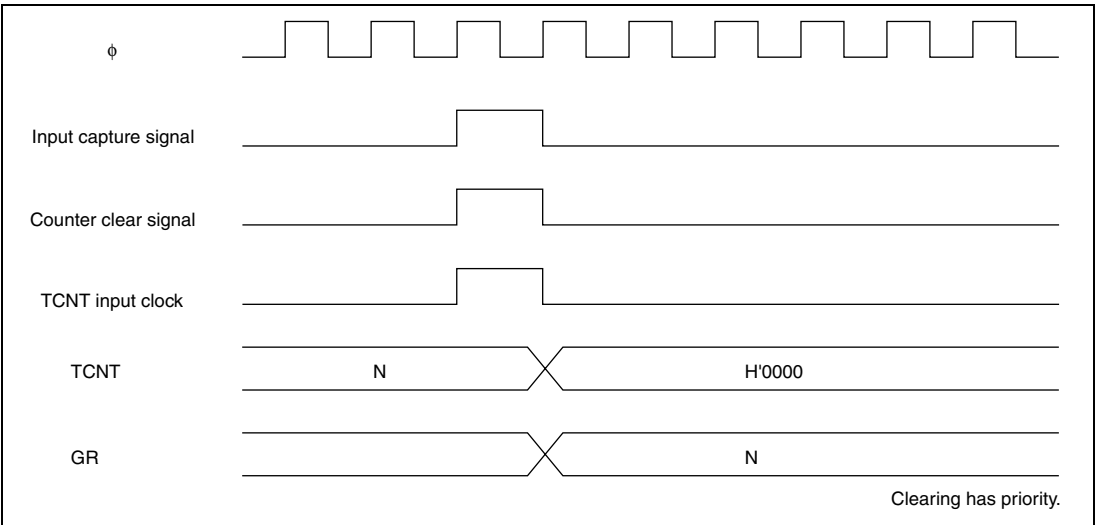 ϕ
Input capture signal
Counter clear signal
TCNT input clock
TCNT N H'0000
GR N
Clearing has priority.